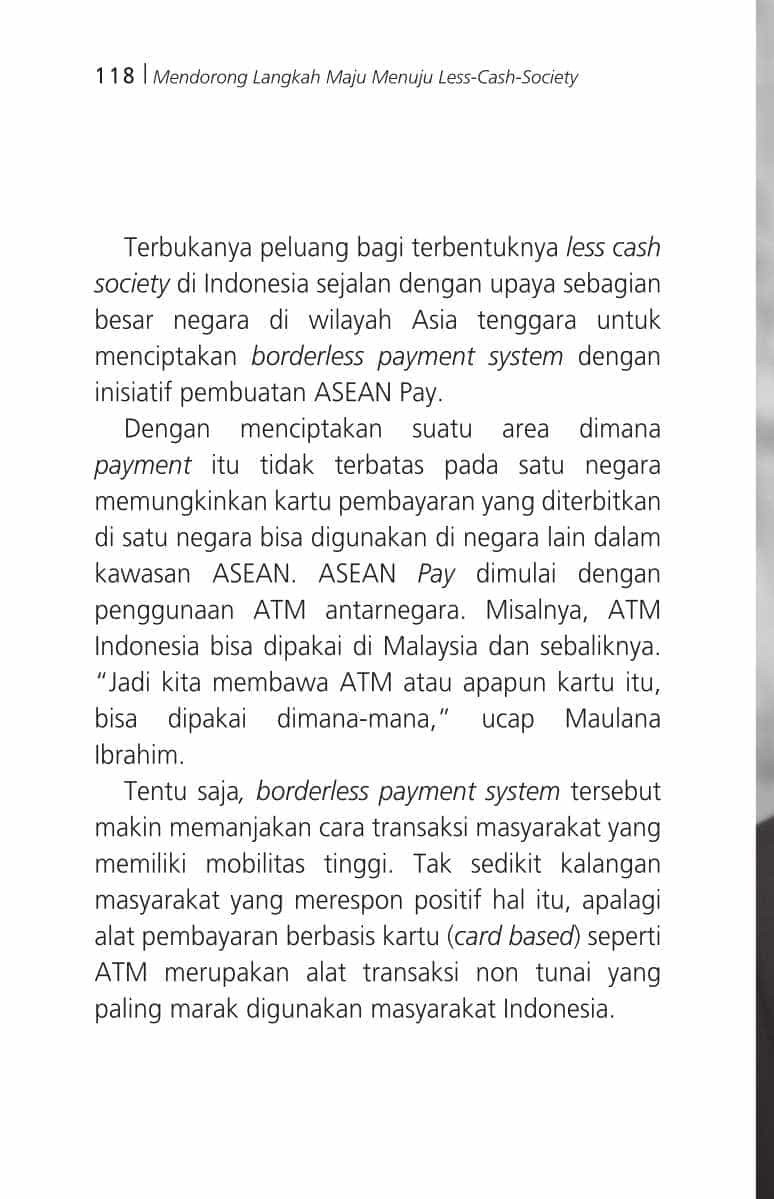 118 | Mendorong Langkah Maju Menuju Less-Cash-Society
Terbukanya peluang bagi terbentuknya less cash
society di Indonesia sejalan dengan upaya sebagian
besar negara di wilayah Asia tenggara untuk
menciptakan borderless payment system dengan
inisiatif pembuatan ASEAN Pay.
Dengan menciptakan suatu area dimana
payment itu tidak terbatas pada satu negara
memungkinkan kartu pembayaran yang diterbitkan
di satu negara bisa digunakan di negara lain dalam
kawasan ASEAN. ASEAN Pay dimulai dengan
penggunaan ATM antarnegara. Misalnya, ATM
Indonesia bisa dipakai di Malaysia dan sebaliknya.
“Jadi kita membawa ATM atau apapun kartu itu,
bisa dipakai dimana-mana,” ucap Maulana
Ibrahim.
Tentu saja, borderless payment system tersebut
makin memanjakan cara transaksi masyarakat yang
memiliki mobilitas tinggi. Tak sedikit kalangan
masyarakat yang merespon positif hal itu, apalagi
alat pembayaran berbasis kartu (card based) seperti
ATM merupakan alat transaksi non tunai yang
paling marak digunakan masyarakat Indonesia.